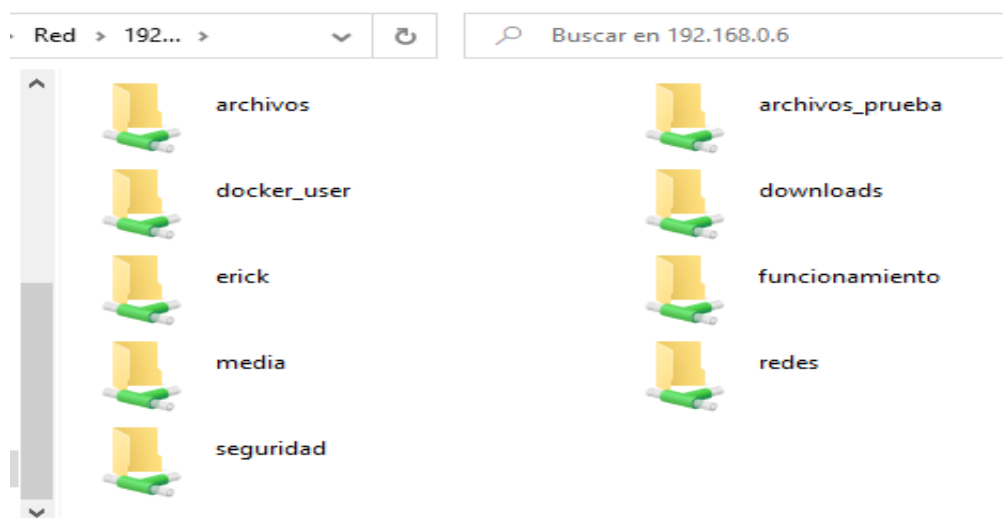 Red > 192... >
Buscar en 192.168.0.6
archivos
archivos_prueba
docker_user
downloads
erick
funcionamiento
media
redes
seguridad